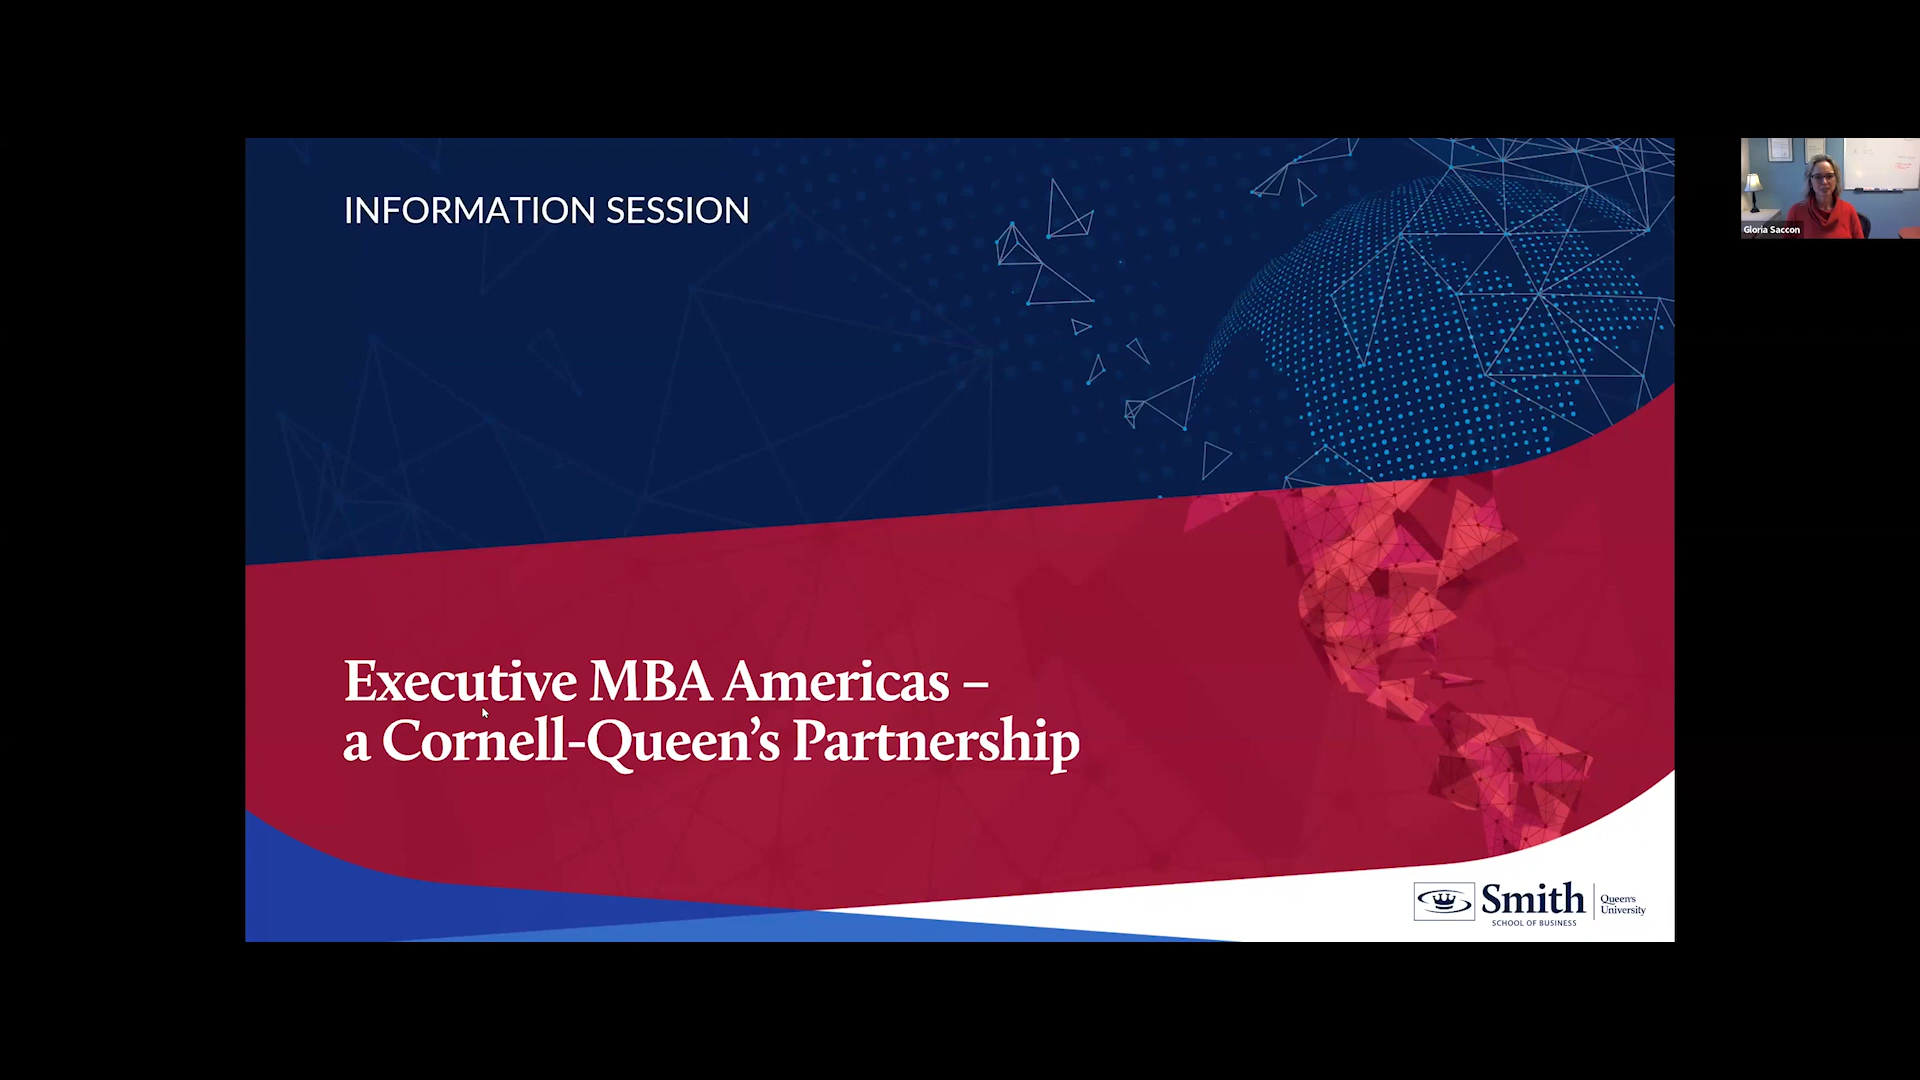 INFORMATION SESSION
Gloria Saccon
Executive MBA Americas –
a Cornell-Queen's Partnership
Smith
SCHOOL OF BUSINESS
Queen's
University